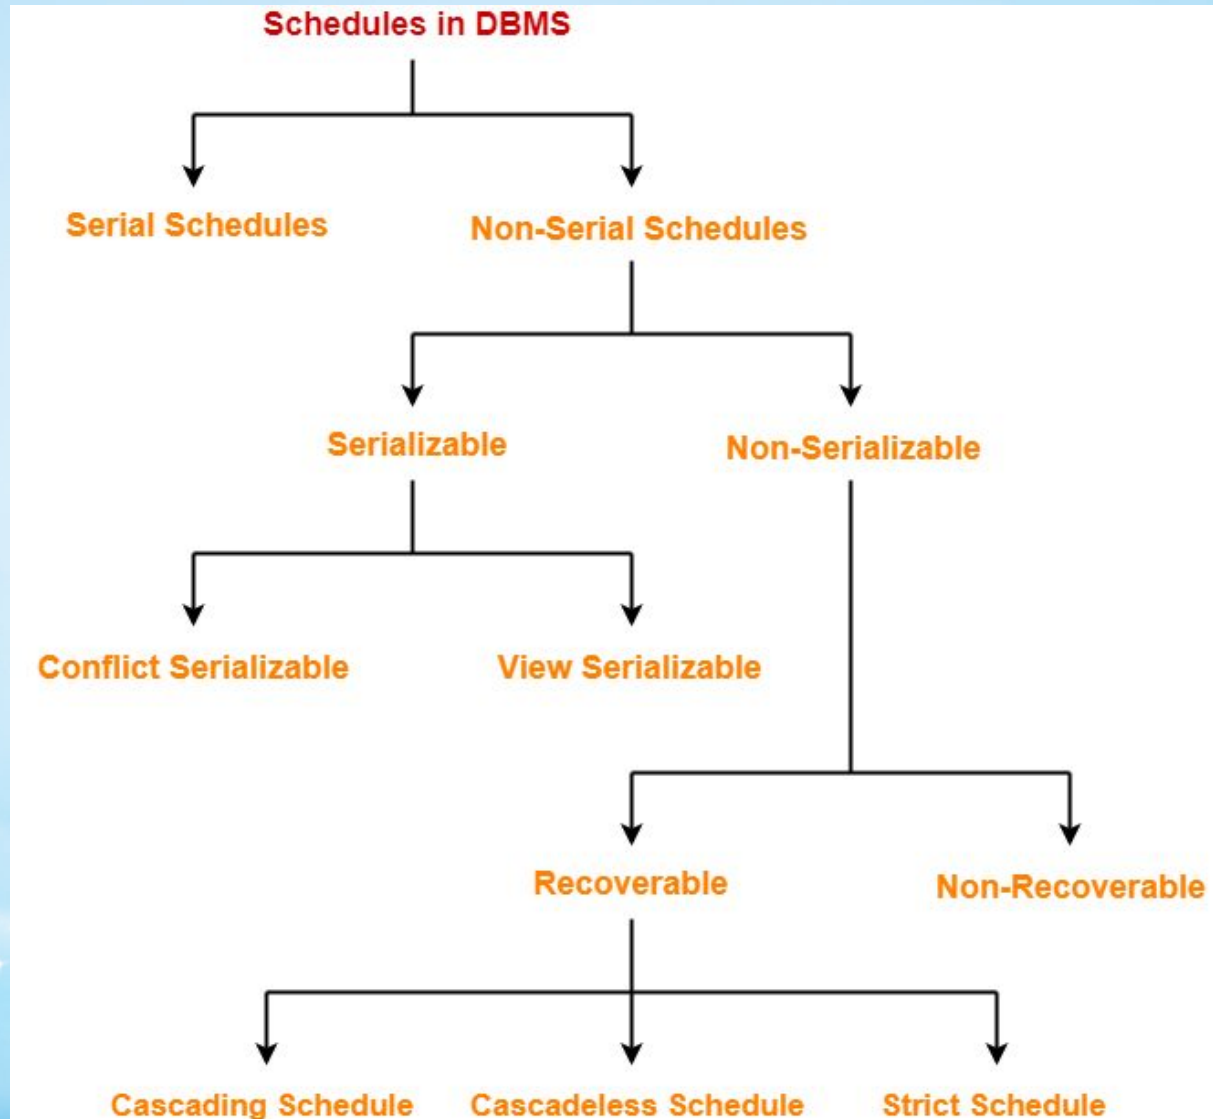 Schedules in DBMS
Serial Schedules
Non-Serial Schedules
Serializable
Non-Serializable
Conflict Serializable
View Serializable
Recoverable
Non-Recoverable
Cascading Schedule
Cascadeless Schedule
Strict Schedule